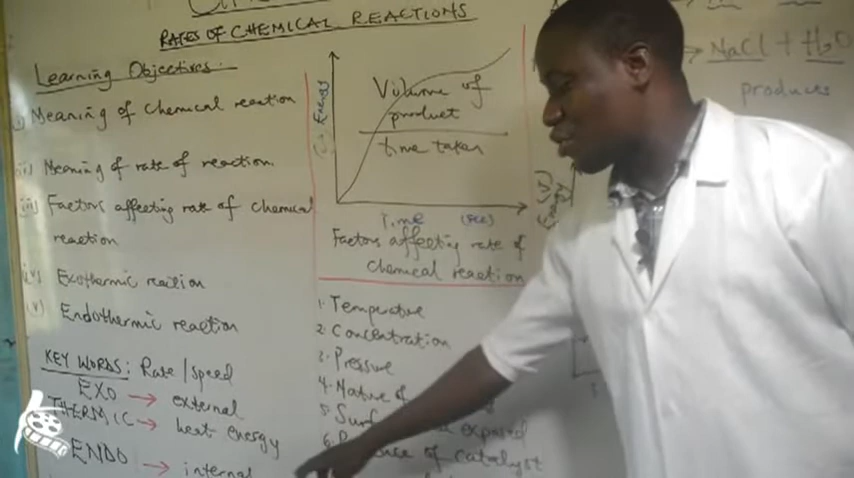 RATES OF CHEMICAL REACTIONS
Learning Objectives:-
i) Meaning of chemical reaction
ii) Meaning of rate of reaction.
iii) Factors affecting rate of chemical
reaction
iv) Exothermic reaction
(v) Endothermic reaction
KEY WORDS: Rate/speed
EXO → external
THERMIC → heat energy
ENDO → internal
Energy
Volume of
product
time taken
Time (sec)
Factors affecting rate of
chemical reaction
1. Temperature
2. Concentration
3. Pressure
4. Nature of
5. exposed
6. of catalyst
→ NaCl + H₂O
produces
Energy